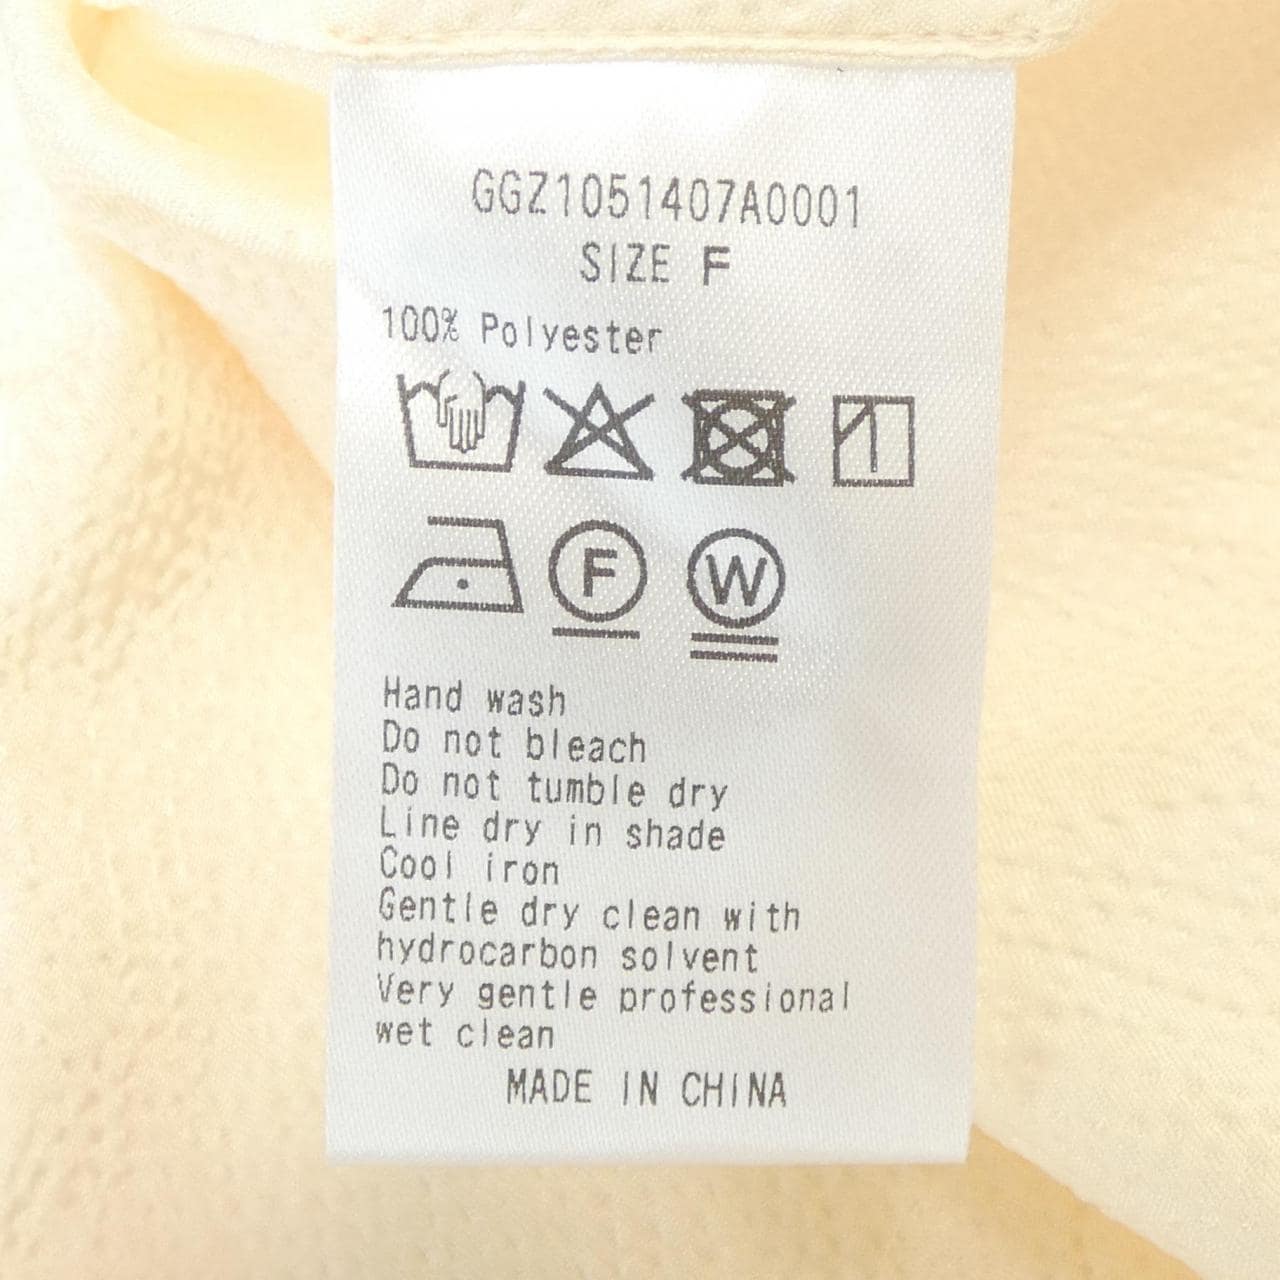 GGZ1051407A0001
SIZE F
100% Polyester
F W
Hand wash
Do not bleach
Do not tumble dry
Line dry in shade
Cool iron
Gentle dry clean with
hydrocarbon solvent
Very gentle professional
wet clean
MADE IN CHINA